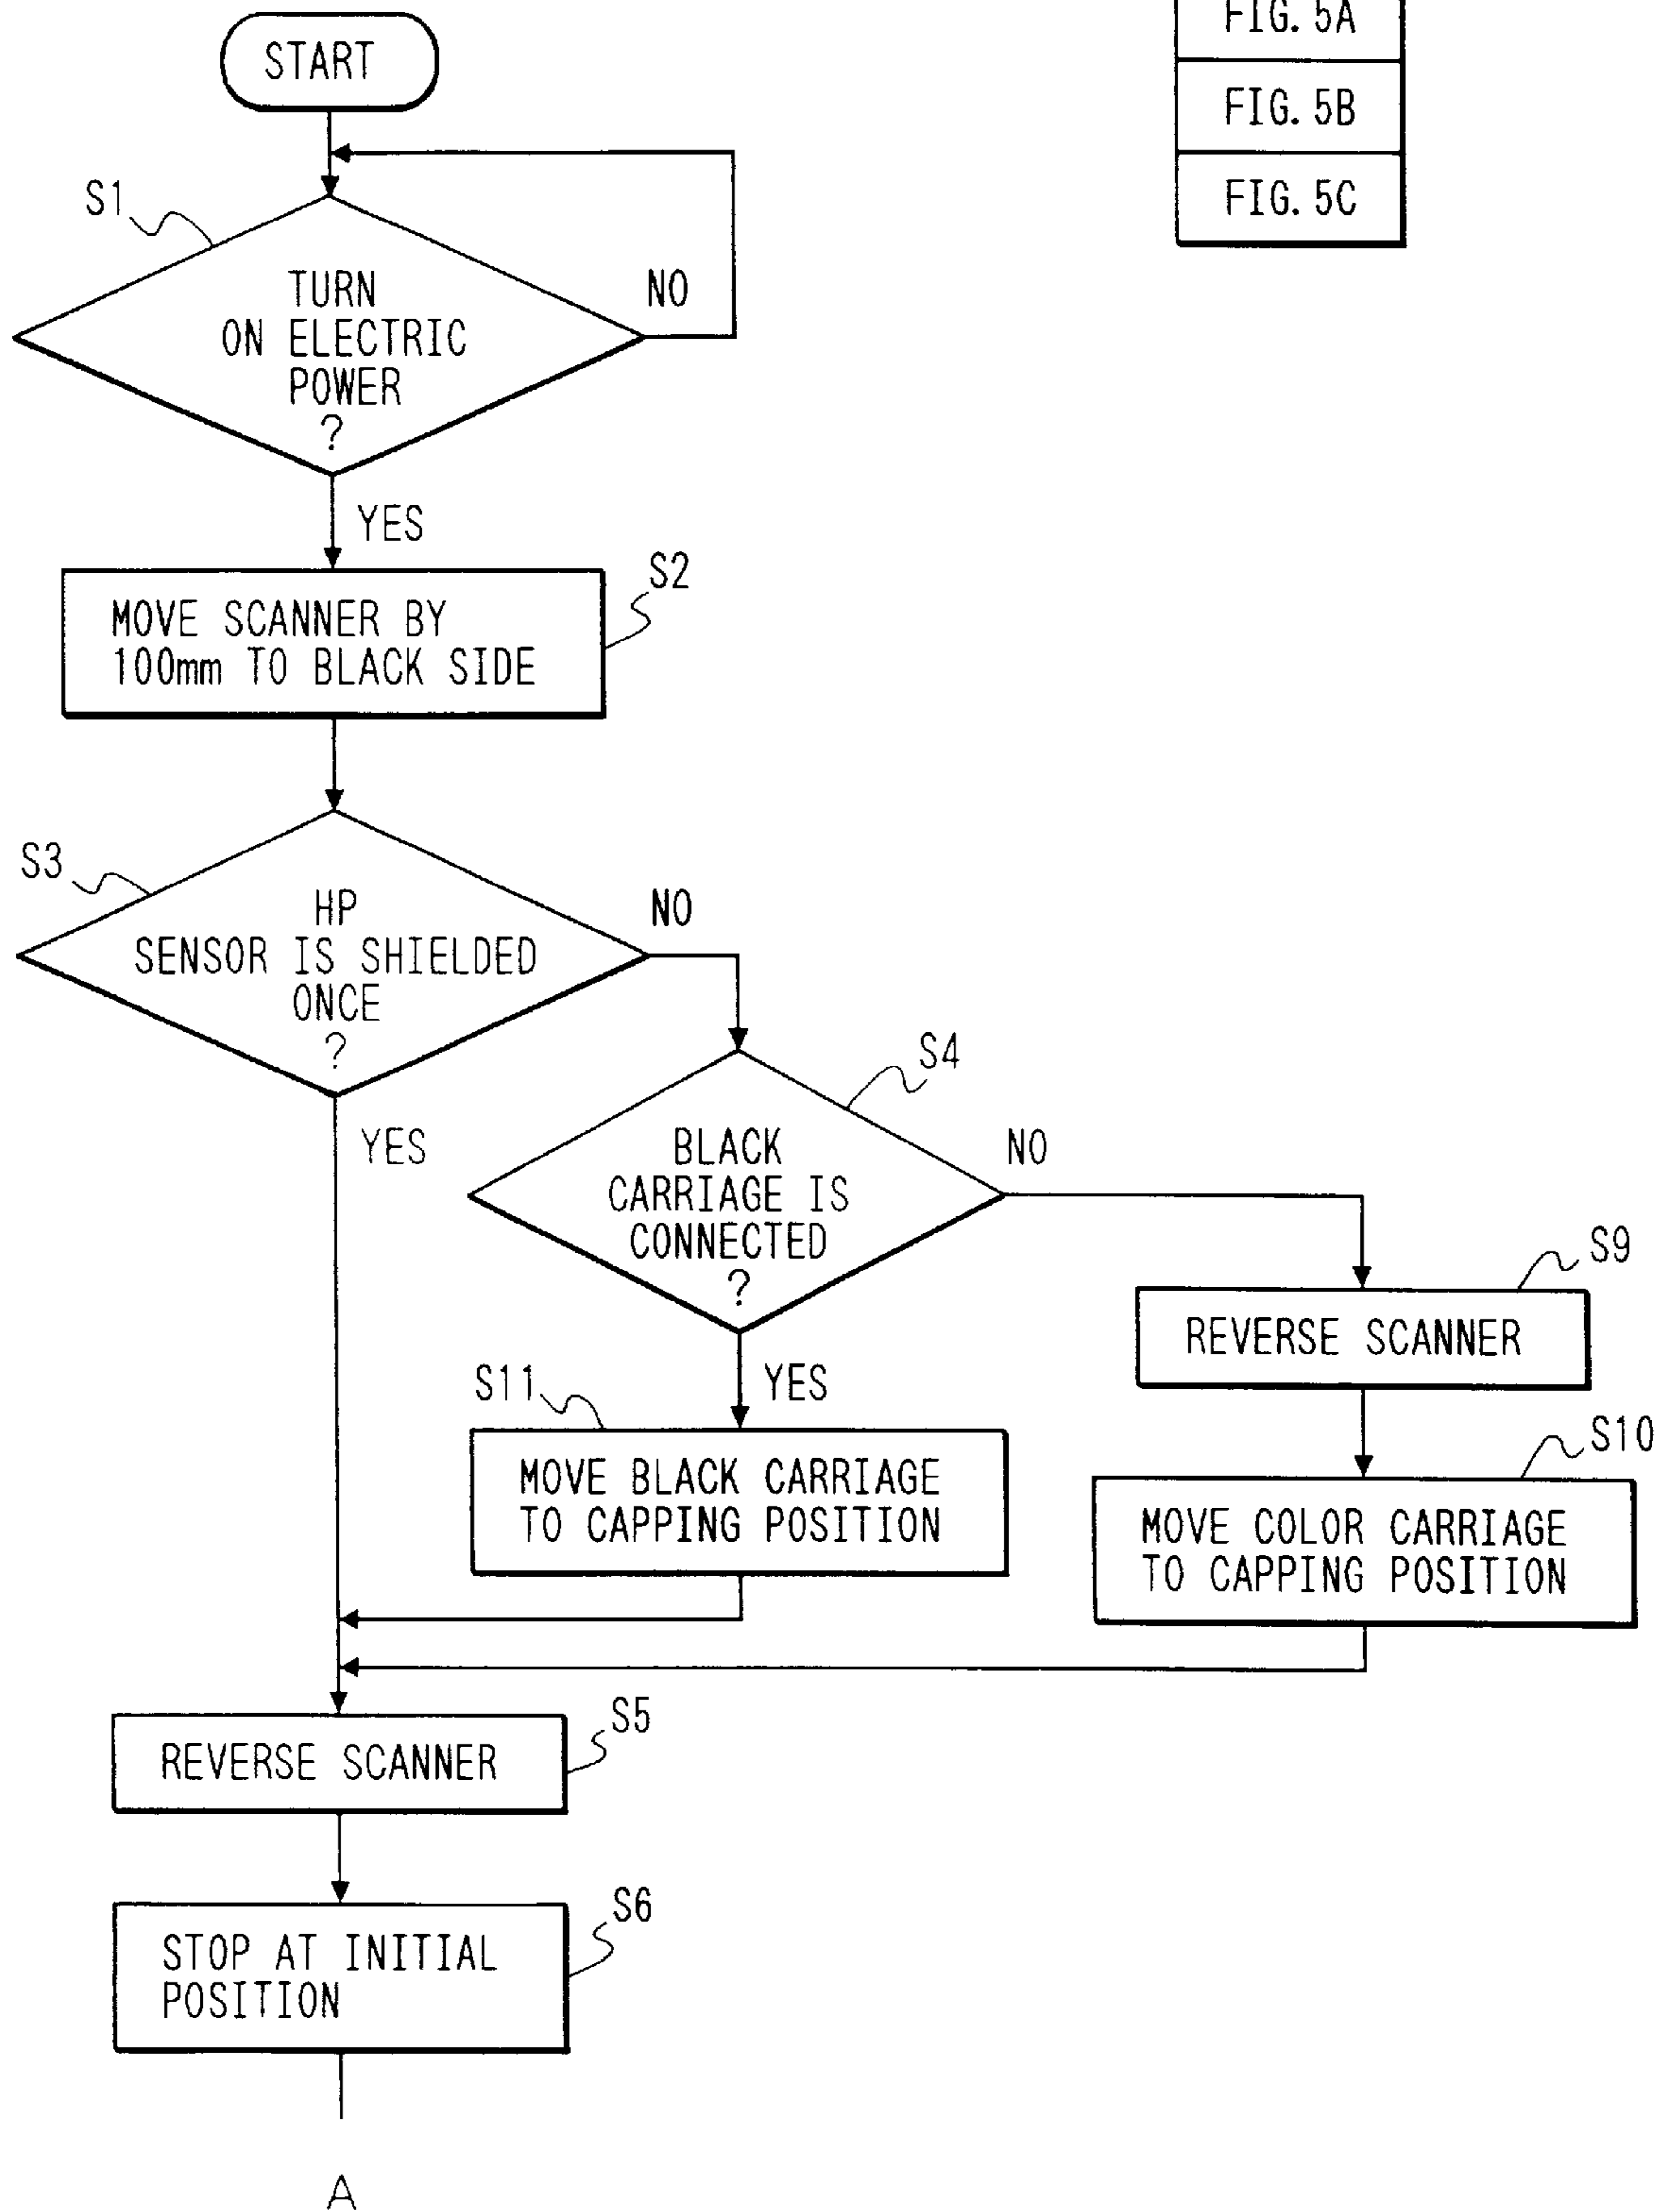 FIG. 5A
FIG. 5B
FIG. 5C
START
S1
TURN
ON ELECTRIC
POWER
?
NO
YES
S2
MOVE SCANNER BY
100mm TO BLACK SIDE
S3
HP
SENSOR IS SHIELDED
ONCE
?
NO
YES
S4
BLACK
CARRIAGE IS
CONNECTED
?
NO
YES
S9
REVERSE SCANNER
S10
MOVE COLOR CARRIAGE
TO CAPPING POSITION
S11
MOVE BLACK CARRIAGE
TO CAPPING POSITION
S5
REVERSE SCANNER
S6
STOP AT INITIAL
POSITION
A